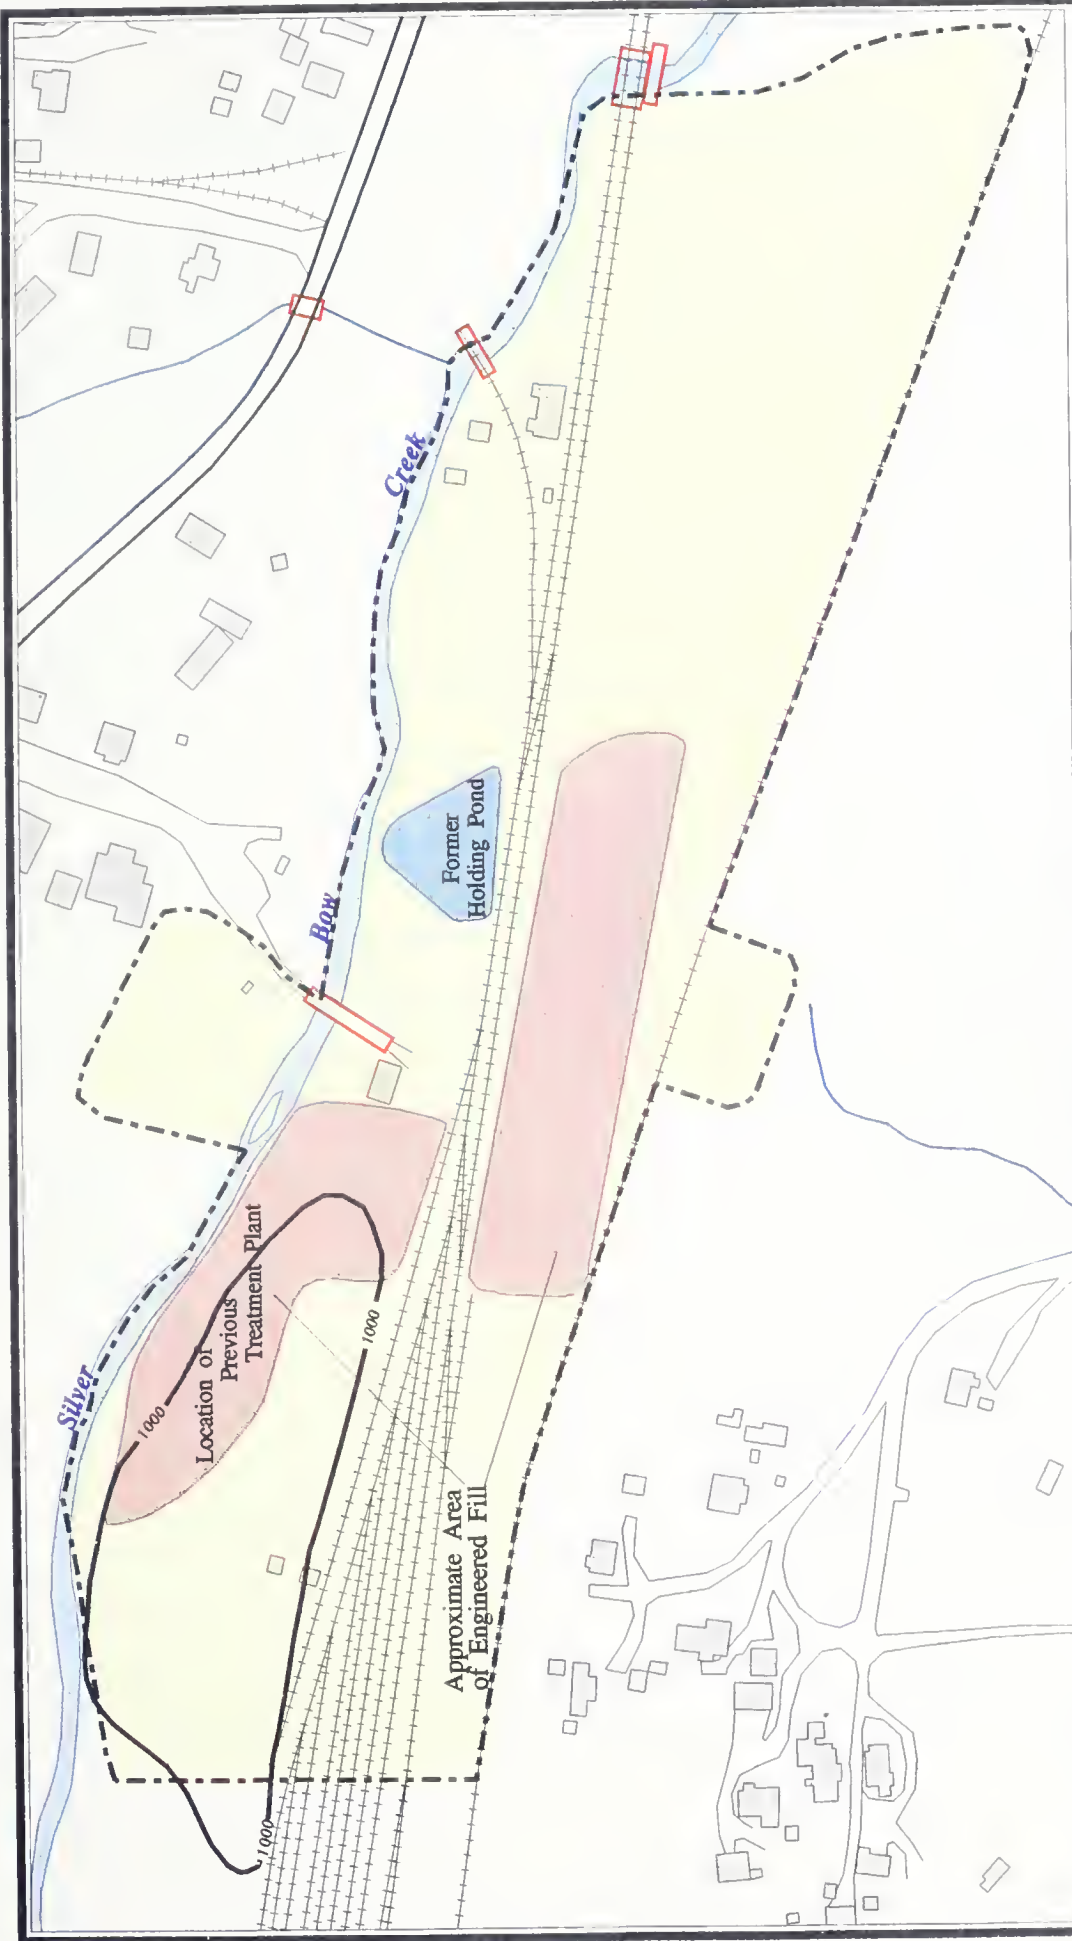 Silver
Bow
Creek
Former
Holding Pond
Location of
Previous
Treatment Plant
1000
1000
1000
Approximate Area
of Engineered Fill